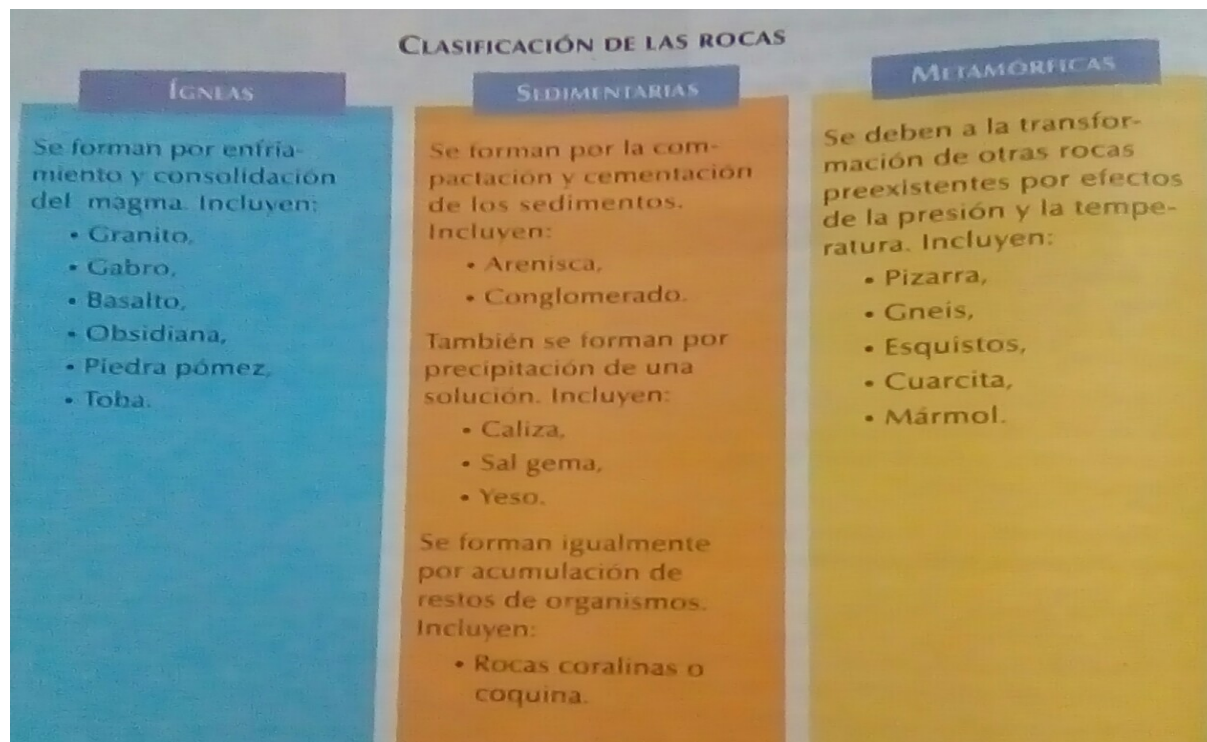 CLASIFICACIÓN DE LAS ROCAS
ÍGNEAS
Se forman por enfria-
miento y consolidación
del magma. Incluyen:
• Granito,
• Gabro,
• Basalto,
• Obsidiana,
• Piedra pómez,
• Toba.
SEDIMENTARIAS
Se forman por la com-
pactación y cementación
de los sedimentos.
Incluyen:
• Arenisca,
• Conglomerado.
También se forman por
precipitación de una
solución. Incluyen:
• Caliza,
• Sal gema,
• Yeso.
Se forman igualmente
por acumulación de
restos de organismos.
Incluyen:
• Rocas coralinas o
coquina.
METAMÓRFICAS
Se deben a la transfor-
mación de otras rocas
preexistentes por efectos
de la presión y la tempe-
ratura. Incluyen:
• Pizarra,
• Gneis,
• Esquistos,
• Cuarcita,
• Mármol.